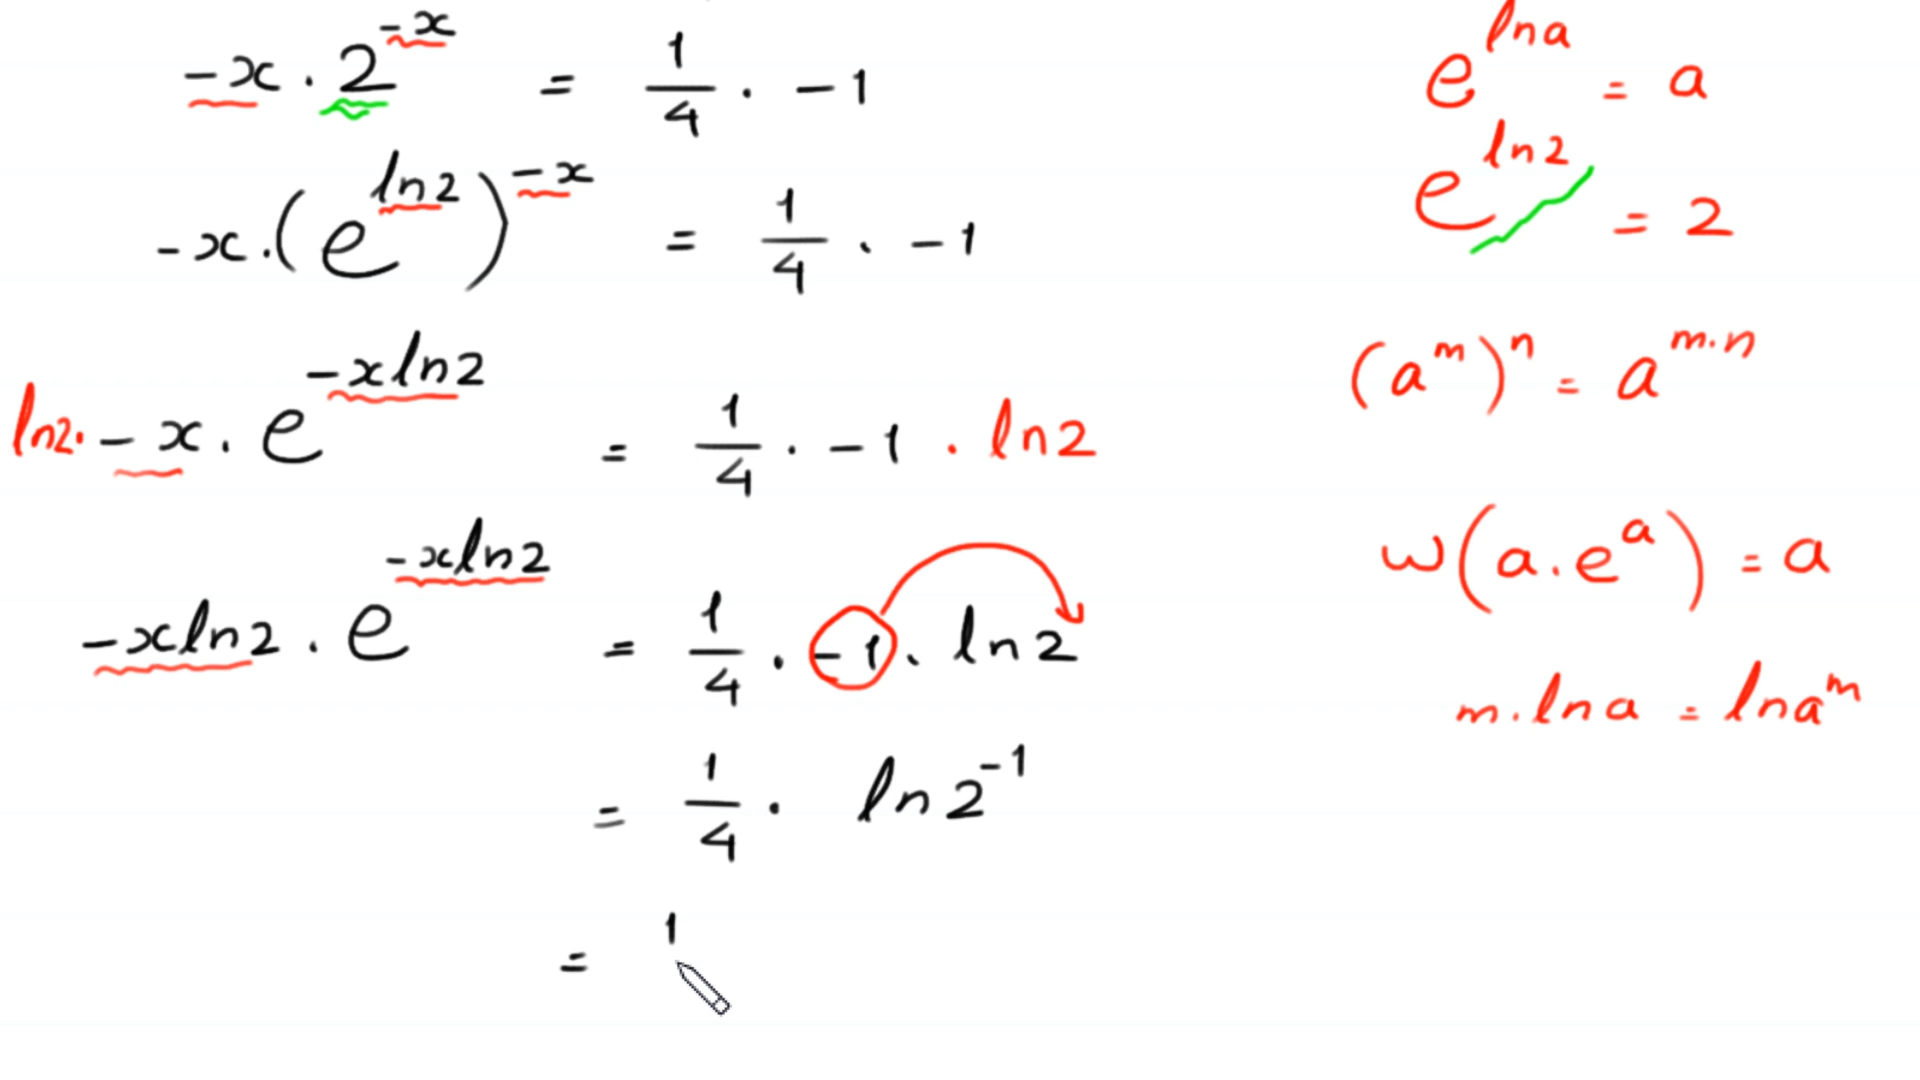 -x · 2^-x = 1/4 · -1
-x · (e^ln2)^-x = 1/4 · -1
ln2 · -x · e^-xln2 = 1/4 · -1 · ln2
-xln2 · e^-xln2 = 1/4 · -1 · ln2
= 1/4 · ln2^-1
= 1
e^lna = a
e^ln2 = 2
(a^m)^n = a^m·n
w(a · e^a) = a
m · lna = lna^m